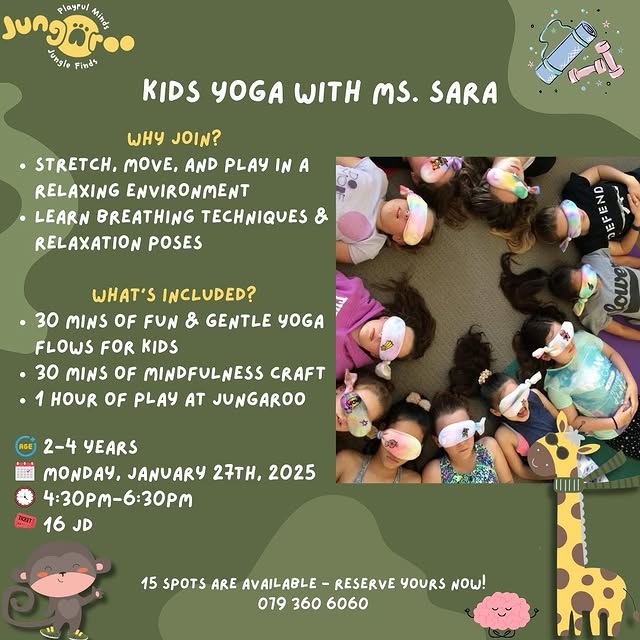 Playful Minds
JUNGAROO
Jungle Finds
KIDS YOGA WITH MS. SARA
WHY JOIN?
• STRETCH, MOVE, AND PLAY IN A
RELAXING ENVIRONMENT
• LEARN BREATHING TECHNIQUES &
RELAXATION POSES
WHAT'S INCLUDED?
• 30 MINS OF FUN & GENTLE YOGA
FLOWS FOR KIDS
• 30 MINS OF MINDFULNESS CRAFT
• 1 HOUR OF PLAY AT JUNGAROO
AGE 2-4 YEARS
MONDAY, JANUARY 27TH, 2025
4:30PM-6:30PM
TICKET 16 JD
DEFEND
15 SPOTS ARE AVAILABLE - RESERVE YOURS NOW!
079 360 6060